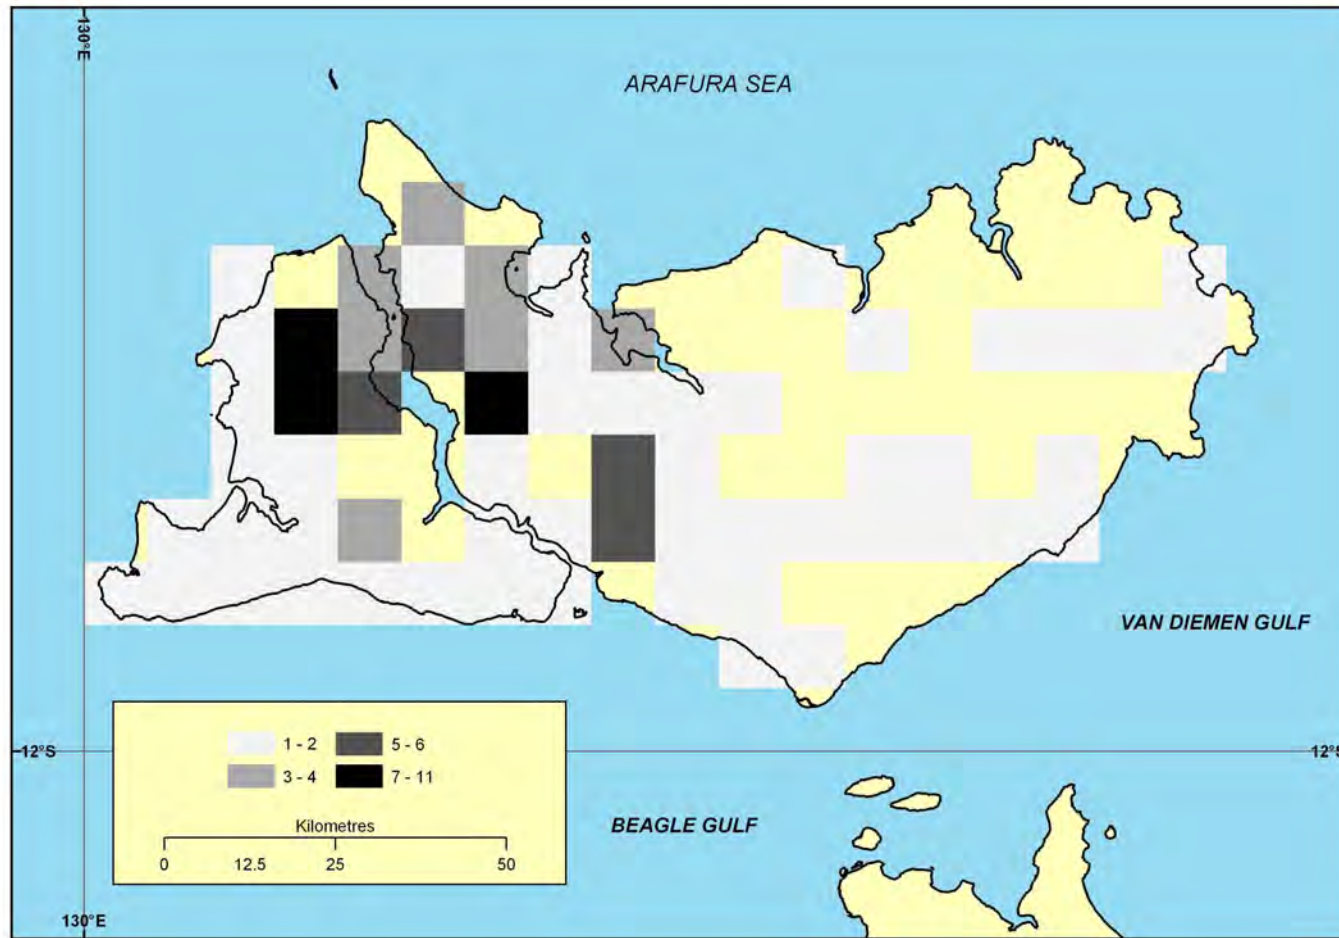 130°E
ARAFURA SEA
VAN DIEMEN GULF
1 - 2
5 - 6
3 - 4
7 - 11
12°S
12°S
Kilometres
0
12.5
25
50
BEAGLE GULF
130°E